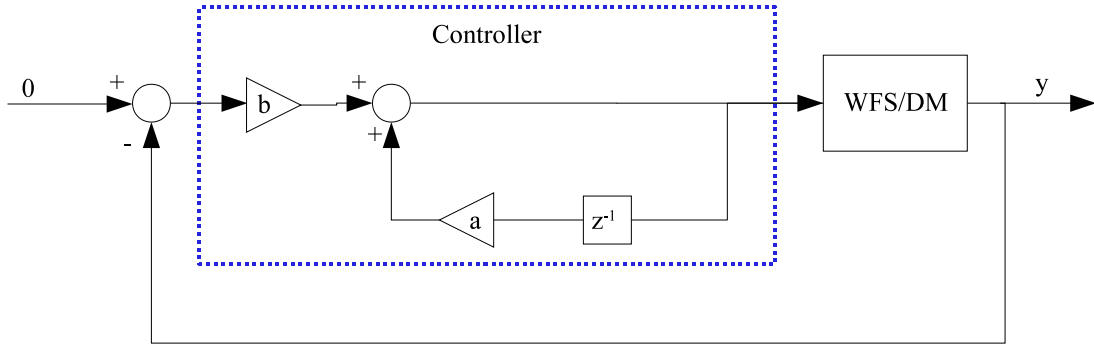 Controller
0
+
-
b
+
+
a
z⁻¹
WFS/DM
y